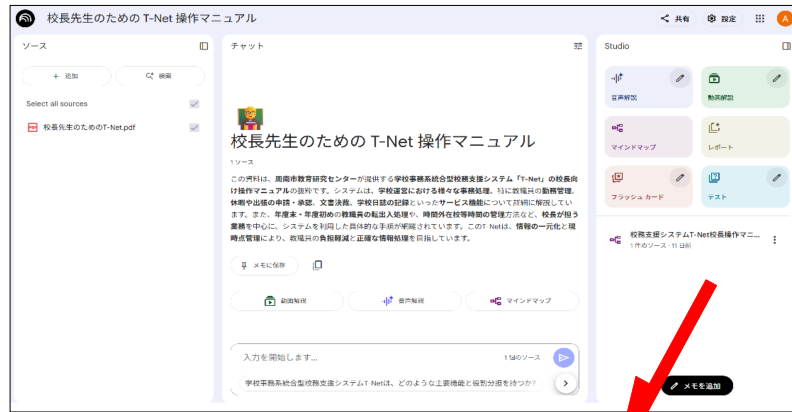 校長先生のための T-Net 操作マニュアル
共有
設定
A
ソース
+ 追加
検索
Select all sources
PDF
校長先生のためのT-Net.pdf
チャット
校長先生のための T-Net 操作マニュアル
1 ソース
この資料は、周南市教育研究センターが提供する学校事務系統合型校務支援システム「T-Net」の校長向
け操作マニュアルの抜粋です。システムは、学校運営における様々な事務処理、特に教職員の勤務管理、
休暇や出張の申請・承認、文書決裁、学校日誌の記録といったサービス機能について詳細に解説してい
ます。また、年度末・年度初めの教職員の転出入処理や、時間外在校等時間の管理方法など、校長が担う
業務を中心に、システムを利用した具体的な手順が網羅されています。このT-Netは、情報の一元化と現
時点管理により、教職員の負担軽減と正確な情報処理を目指しています。
メモに保存
動画解説
音声解説
マインドマップ
入力を開始します...
1 個のソース
学校事務系統合型校務支援システムT-Netは、どのような主要機能と役割分担を持つか?
Studio
音声解説
動画解説
マインドマップ
レポート
フラッシュ カード
テスト
校務支援システムT-Net校長操作マニ...
1 件のソース · 11 日前
メモを追加